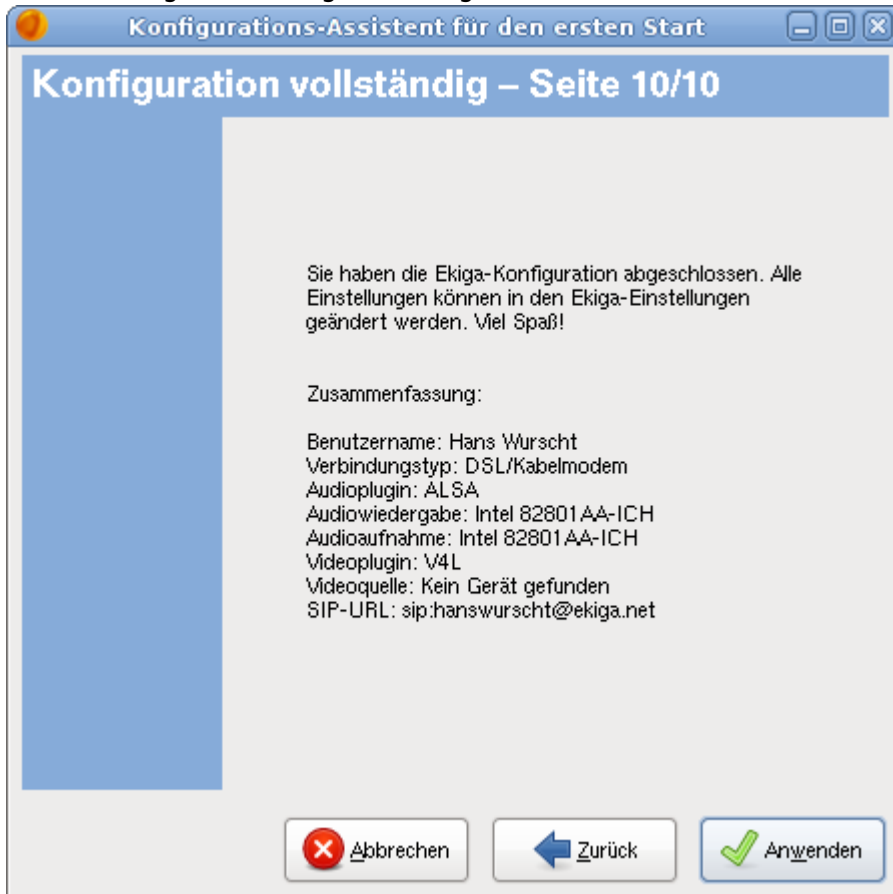 Konfigurations-Assistent für den ersten Start
Konfiguration vollständig – Seite 10/10
Sie haben die Ekiga-Konfiguration abgeschlossen. Alle
Einstellungen können in den Ekiga-Einstellungen
geändert werden. Viel Spaß!
Zusammenfassung:
Benutzername: Hans Wurscht
Verbindungstyp: DSL/Kabelmodem
Audioplugin: ALSA
Audiowiedergabe: Intel 82801AA-ICH
Audioaufnahme: Intel 82801AA-ICH
Videoplugin: V4L
Videoquelle: Kein Gerät gefunden
SIP-URL: sip:hanswurscht@ekiga.net
Abbrechen
Zurück
Anwenden